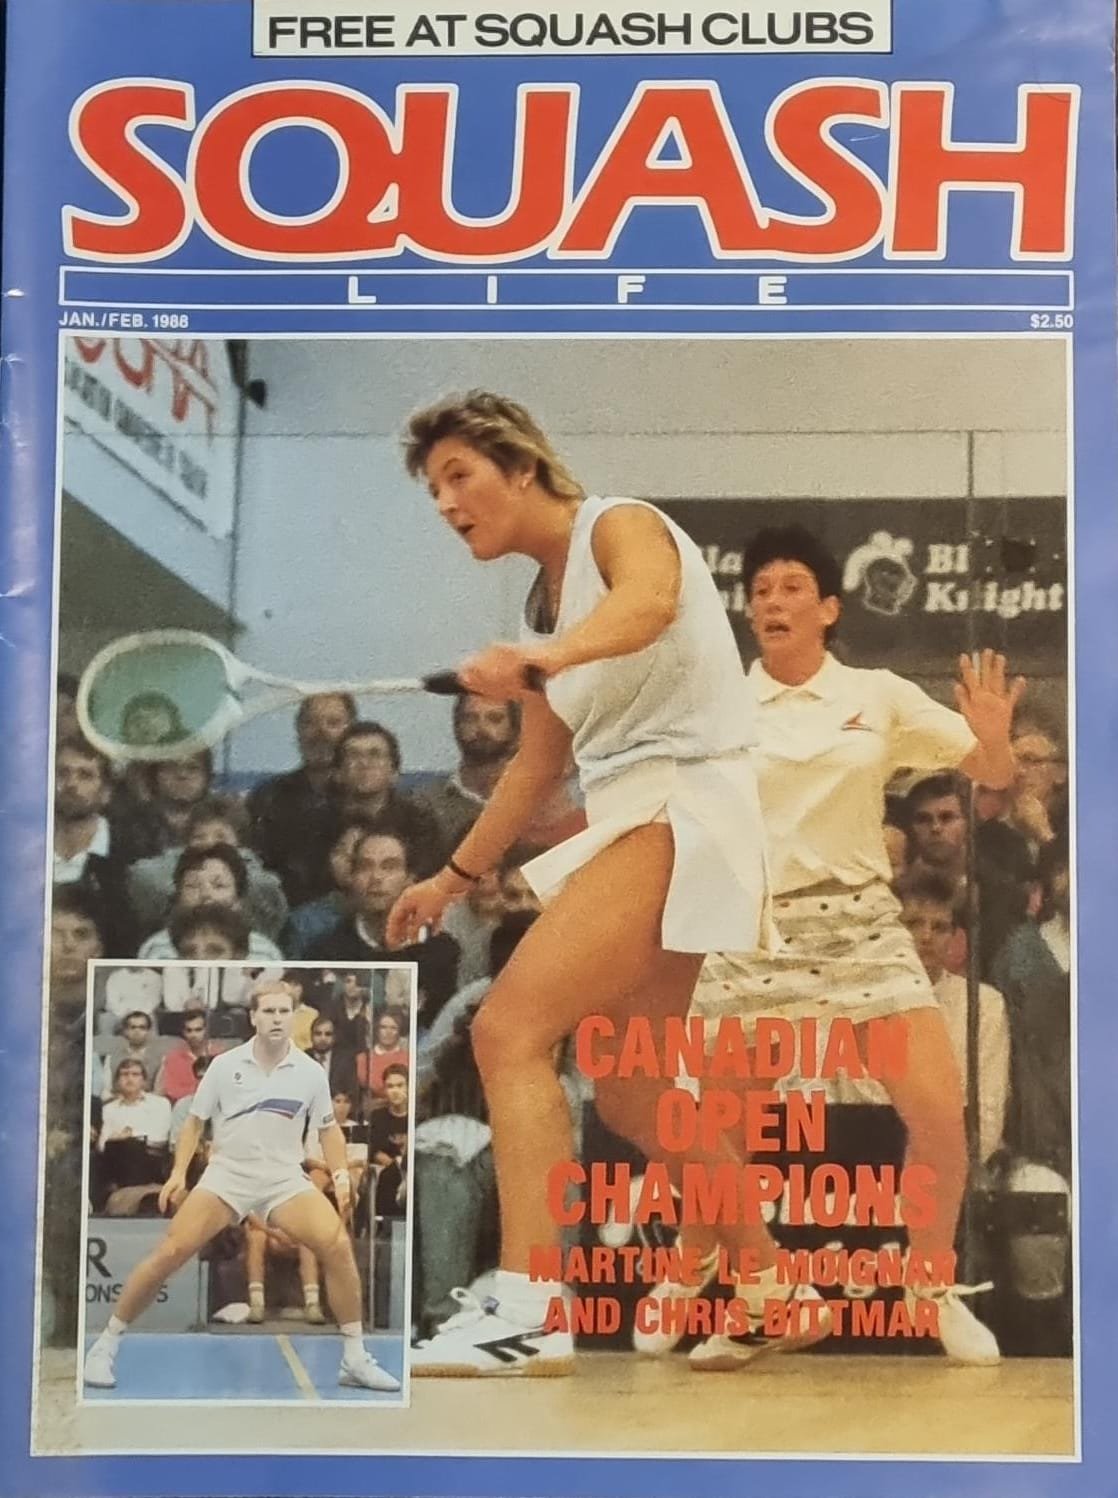 FREE AT SQUASH CLUBS
SQUASH
LIFE
JAN./FEB. 1988
$2.50
Bl
Knight
CANADIAN
OPEN
CHAMPIONS
MARTINE LE MOIGNAN
AND CHRIS DITTMAR